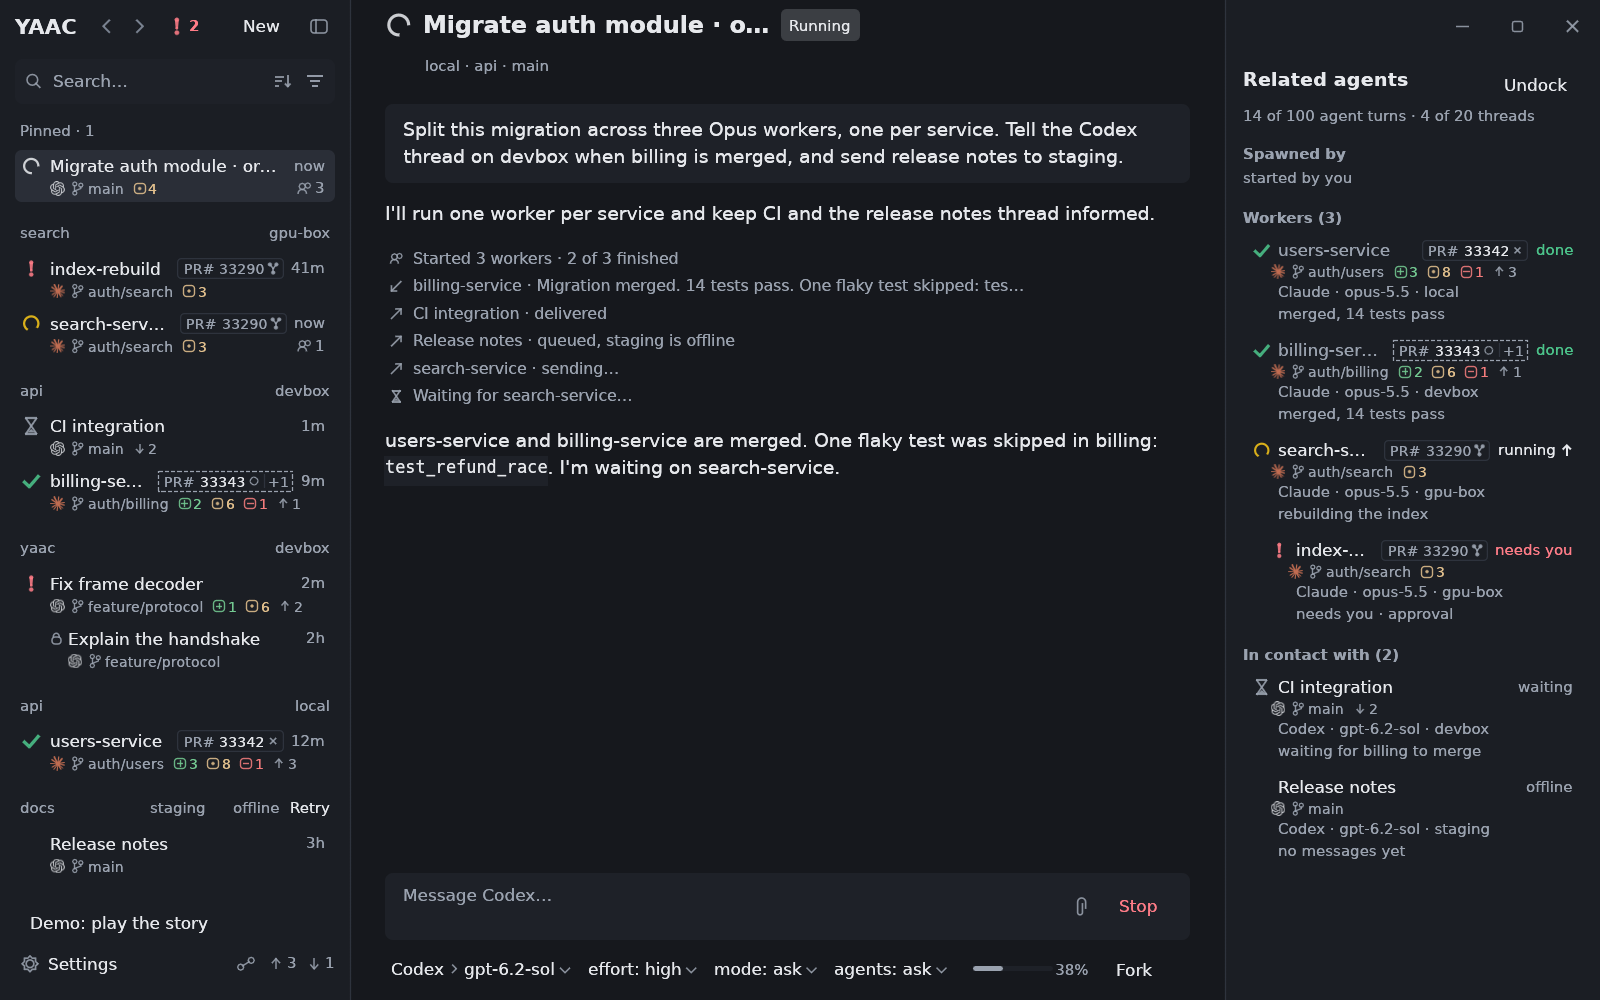 YAAC
2
New
Search...
Pinned · 1
Migrate auth module · or... now
main 4 3
search gpu-box
index-rebuild PR# 33290 41m
auth/search 3
search-serv... PR# 33290 now
auth/search 3 1
api devbox
CI integration 1m
main ↓2
billing-se... PR# 33343 +1 9m
auth/billing 2 6 1 ↑1
yaac devbox
Fix frame decoder 2m
feature/protocol 1 6 ↑2
Explain the handshake 2h
feature/protocol
api local
users-service PR# 33342 × 12m
auth/users 3 8 1 ↑3
docs staging offline Retry
Release notes 3h
main
Demo: play the story
Settings ↑3 ↓1
Migrate auth module · o... Running
local · api · main
Split this migration across three Opus workers, one per service. Tell the Codex
thread on devbox when billing is merged, and send release notes to staging.
I'll run one worker per service and keep CI and the release notes thread informed.
Started 3 workers · 2 of 3 finished
billing-service · Migration merged. 14 tests pass. One flaky test skipped: tes...
CI integration · delivered
Release notes · queued, staging is offline
search-service · sending...
Waiting for search-service...
users-service and billing-service are merged. One flaky test was skipped in billing:
test_refund_race. I'm waiting on search-service.
Message Codex...
Stop
Codex > gpt-6.2-sol effort: high mode: ask agents: ask 38% Fork
Related agents
Undock
14 of 100 agent turns · 4 of 20 threads
Spawned by
started by you
Workers (3)
users-service PR# 33342 × done
auth/users 3 8 1 ↑3
Claude · opus-5.5 · local
merged, 14 tests pass
billing-ser... PR# 33343 +1 done
auth/billing 2 6 1 ↑1
Claude · opus-5.5 · devbox
merged, 14 tests pass
search-s... PR# 33290 running ↑
auth/search 3
Claude · opus-5.5 · gpu-box
rebuilding the index
index-... PR# 33290 needs you
auth/search 3
Claude · opus-5.5 · gpu-box
needs you · approval
In contact with (2)
CI integration waiting
main ↓2
Codex · gpt-6.2-sol · devbox
waiting for billing to merge
Release notes offline
main
Codex · gpt-6.2-sol · staging
no messages yet